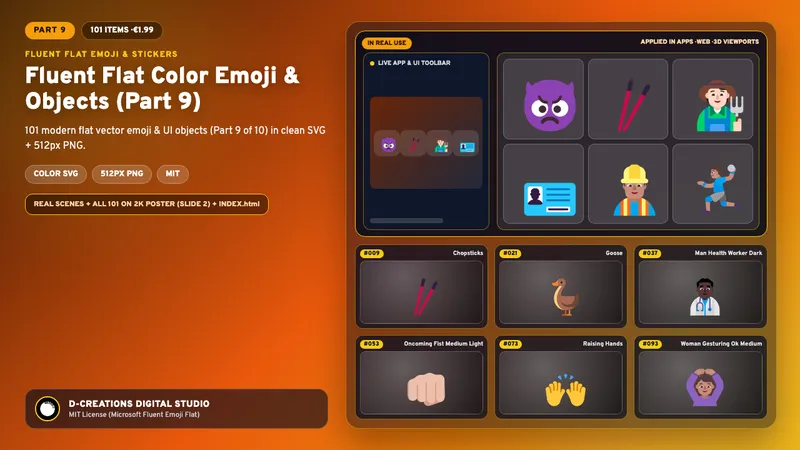 PART 9
101 ITEMS ·€1.99
FLUENT FLAT EMOJI & STICKERS
Fluent Flat Color Emoji &
Objects (Part 9)
101 modern flat vector emoji & UI objects (Part 9 of 10) in clean SVG
+ 512px PNG.
COLOR SVG
512PX PNG
MIT
REAL SCENES + ALL 101 ON 2K POSTER (SLIDE 2) + INDEX.html
D-CREATIONS DIGITAL STUDIO
MIT License (Microsoft Fluent Emoji Flat)
IN REAL USE
APPLIED IN APPS ·WEB ·3D VIEWPORTS
LIVE APP & UI TOOLBAR
#009
Chopsticks
#021
Goose
#037
Man Health Worker Dark
#053
Oncoming Fist Medium Light
#073
Raising Hands
#093
Woman Gesturing Ok Medium